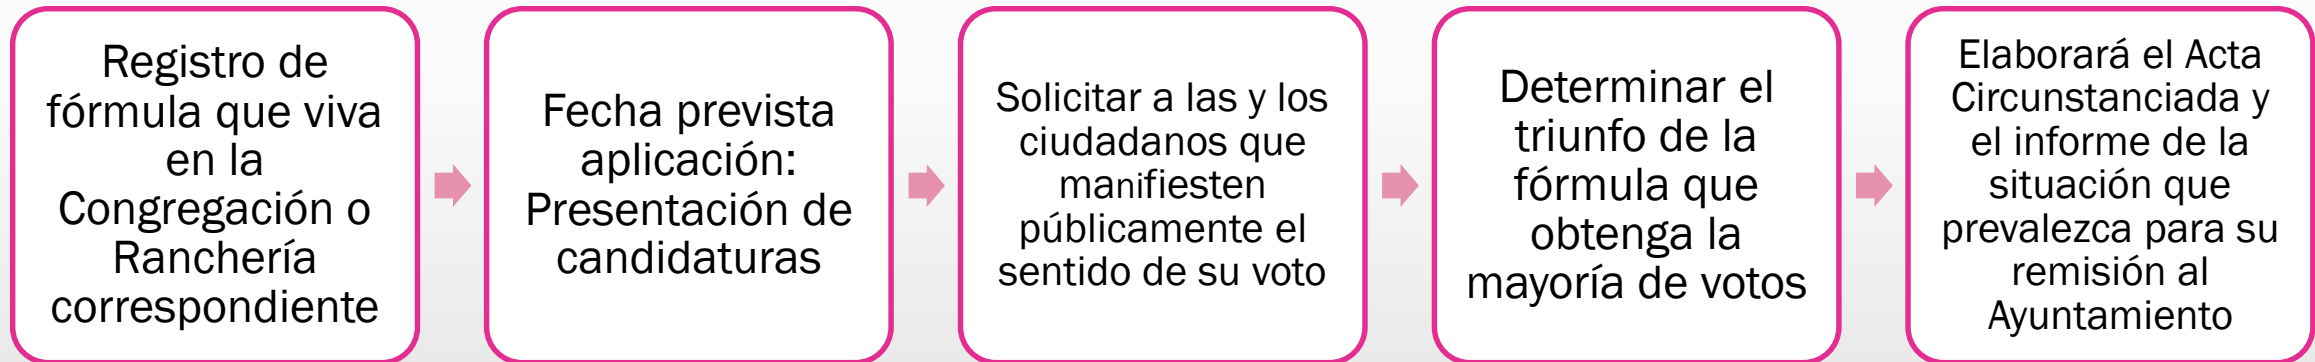 Registro de
fórmula que viva
en la
Congregación o
Ranchería
correspondiente
Fecha prevista
aplicación:
Presentación de
candidaturas
Solicitar a las y los
ciudadanos que
manifiesten
públicamente el
sentido de su voto
Determinar el
triunfo de la
fórmula que
obtenga la
mayoría de votos
Elaborará el Acta
Circunstanciada y
el informe de la
situación que
prevalezca para su
remisión al
Ayuntamiento